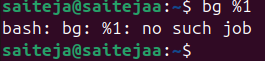 saiteja@saitejaa:~$ bg %1
bash: bg: %1: no such job
saiteja@saitejaa:~$